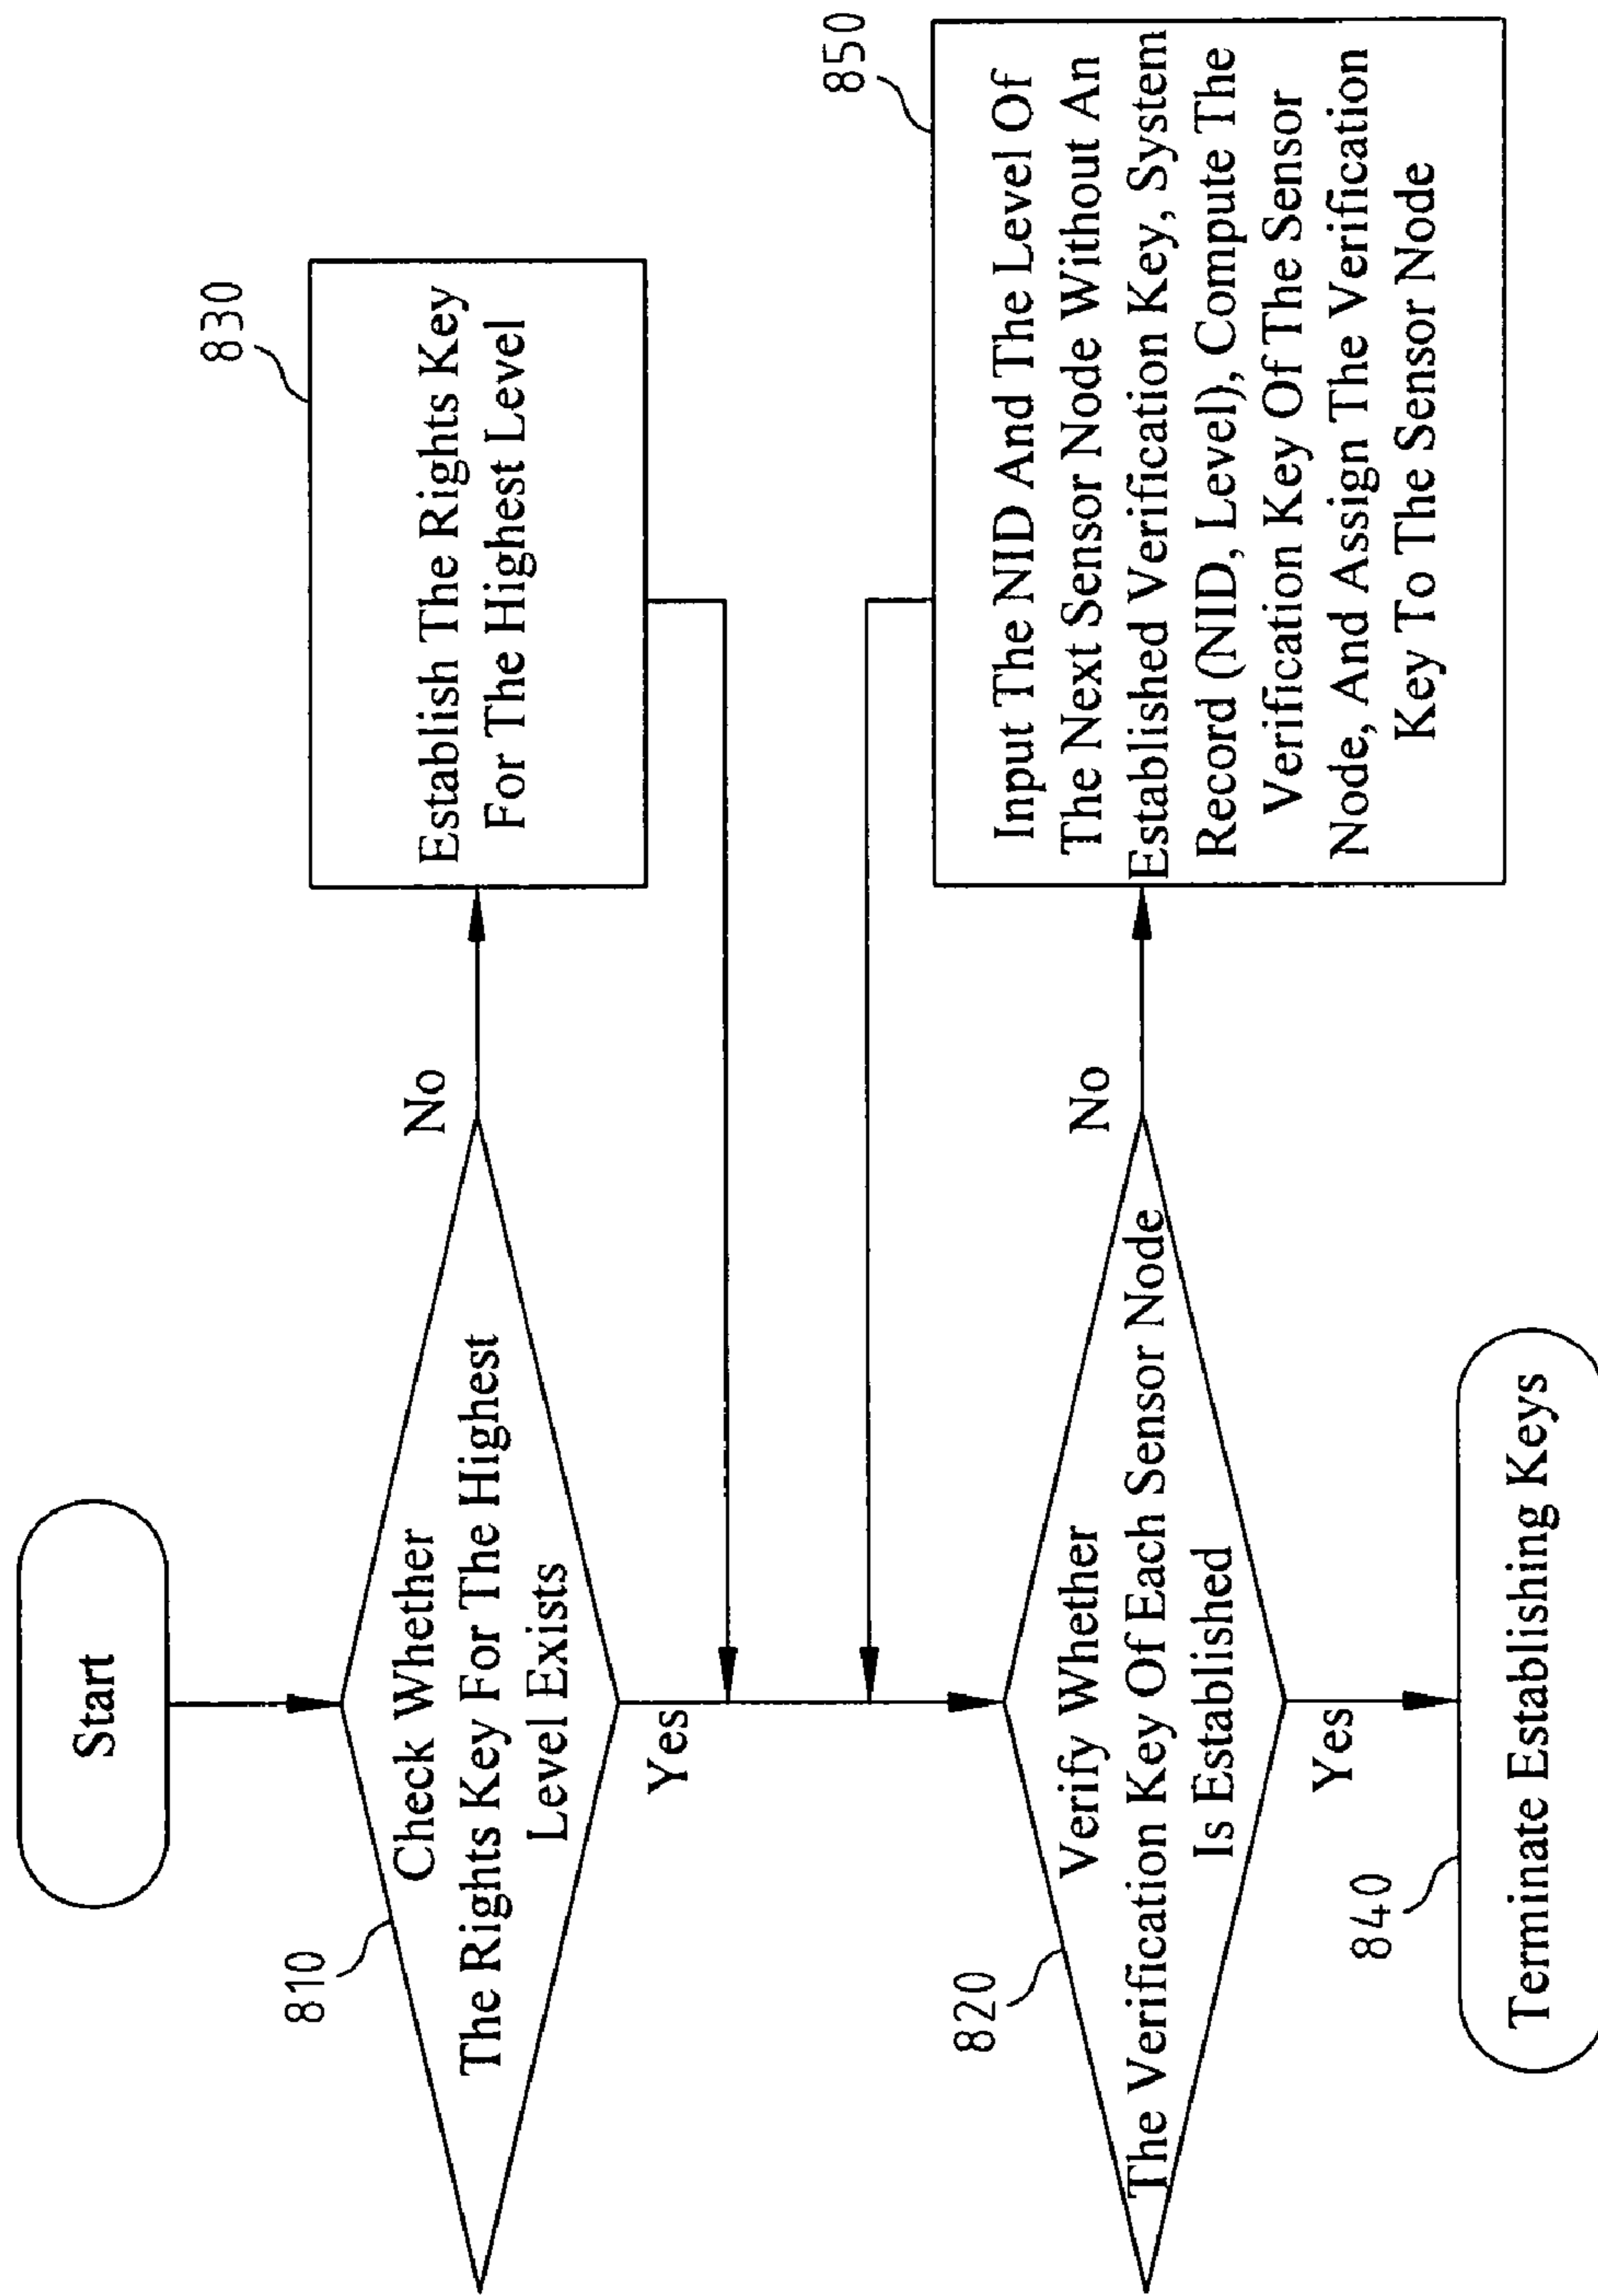 Start
810
Check Whether
The Rights Key For The Highest
Level Exists
No
830
Establish The Rights Key
For The Highest Level
Yes
820
Verify Whether
The Verification Key Of Each Sensor Node
Is Established
No
850
Input The NID And The Level Of
The Next Sensor Node Without An
Established Verification Key, System
Record (NID, Level), Compute The
Verification Key Of The Sensor
Node, And Assign The Verification
Key To The Sensor Node
Yes
840
Terminate Establishing Keys